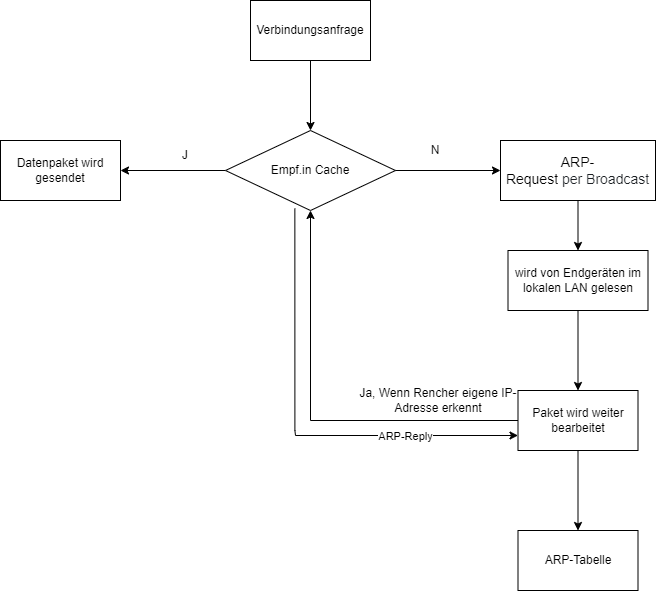 Verbindungsanfrage
J
N
Datenpaket wird
gesendet
Empf.in Cache
ARP-
Request per Broadcast
wird von Endgeräten im
lokalen LAN gelesen
Ja, Wenn Rencher eigene IP-
Adresse erkennt
Paket wird weiter
bearbeitet
ARP-Reply
ARP-Tabelle